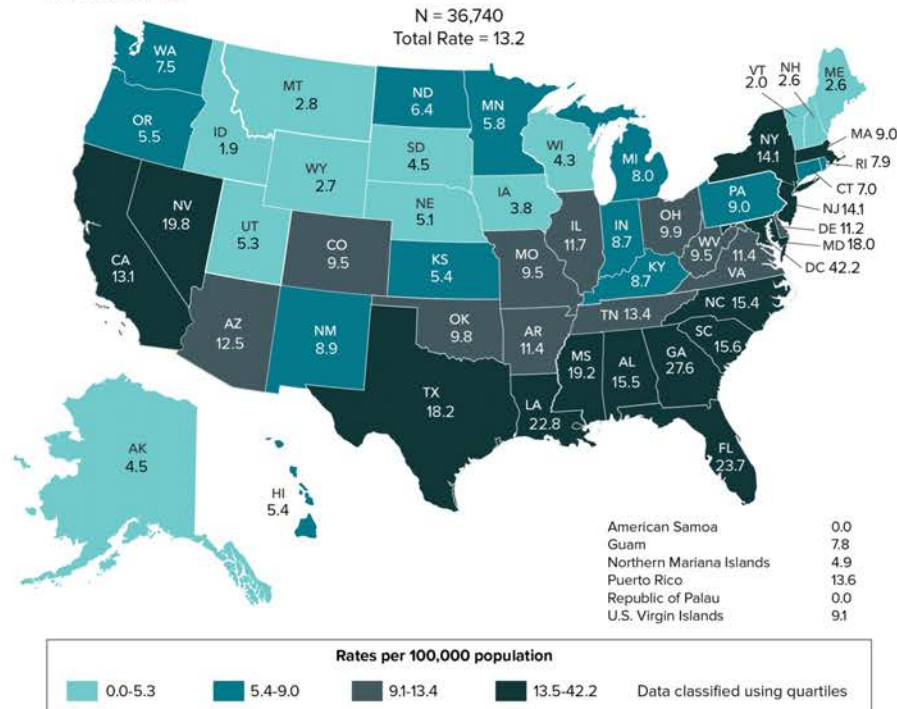 N = 36,740
Total Rate = 13.2
WA
7.5
MT
2.8
ND
6.4
MN
5.8
VT
2.0
NH
2.6
ME
2.6
OR
5.5
ID
1.9
SD
4.5
WI
4.3
MI
8.0
NY
14.1
MA 9.0
RI 7.9
CT 7.0
NJ 14.1
DE 11.2
MD 18.0
DC 42.2
WY
2.7
NE
5.1
IA
3.8
PA
9.0
NV
19.8
UT
5.3
CO
9.5
KS
5.4
MO
9.5
IL
11.7
IN
8.7
OH
9.9
WV
9.5
11.4
VA
KY
8.7
CA
13.1
AZ
12.5
NM
8.9
OK
9.8
AR
11.4
TN 13.4
NC 15.4
SC
15.6
TX
18.2
LA
22.8
MS
19.2
AL
15.5
GA
27.6
FL
23.7
AK
4.5
HI
5.4
American Samoa 0.0
Guam 7.8
Northern Mariana Islands 4.9
Puerto Rico 13.6
Republic of Palau 0.0
U.S. Virgin Islands 9.1
Rates per 100,000 population
0.0-5.3 5.4-9.0 9.1-13.4 13.5-42.2 Data classified using quartiles